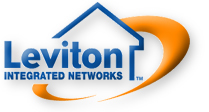 Leviton
INTEGRATED NETWORKS ™